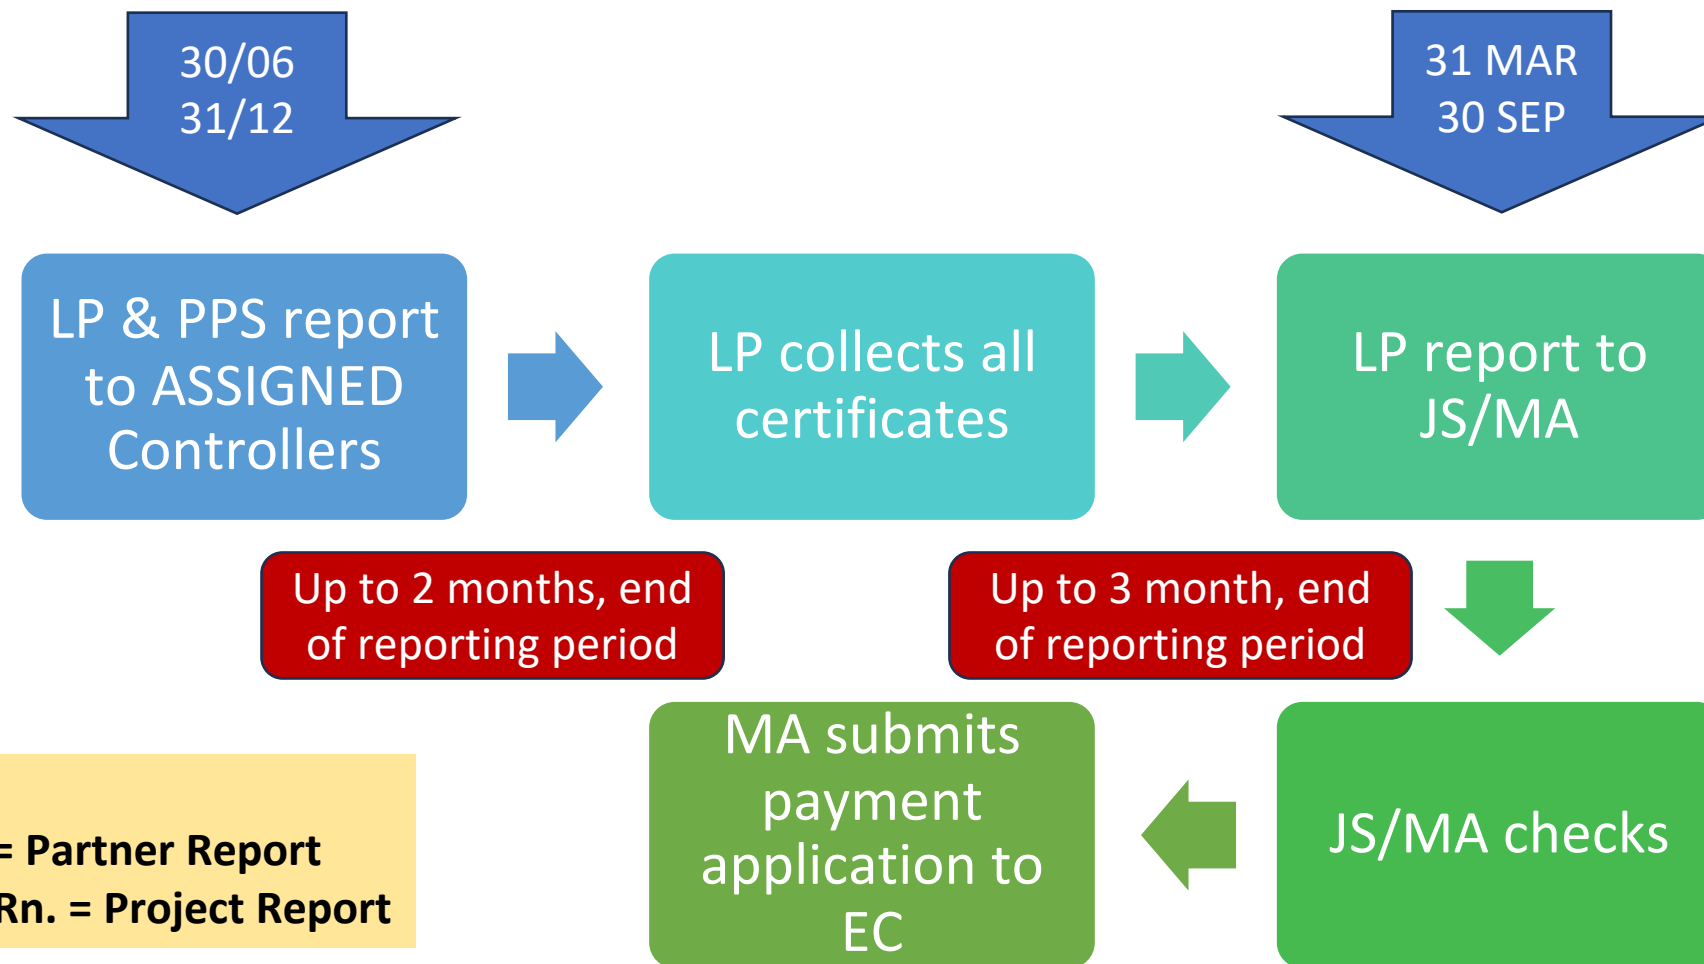 30/06
31/12
31 MAR
30 SEP
LP & PPS report
to ASSIGNED
Controllers
LP collects all
certificates
LP report to
JS/MA
Up to 2 months, end
of reporting period
Up to 3 month, end
of reporting period
JS/MA checks
MA submits
payment
application to
EC
= Partner Report
Rn. = Project Report